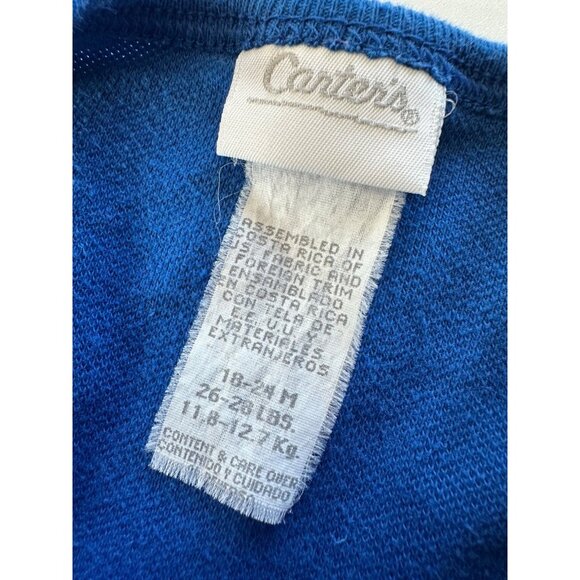 Carter's®
ASSEMBLED IN
COSTA RICA OF
US. FABRIC AND
FOREIGN TRIM
ENSAMBLADO
EN COSTA RICA
CON TELA DE
E.E. U.U Y
MATERIALES
EXTRANJEROS
18-24 M
26-28 LBS.
11.8-12.7 Kg.
CONTENT & CARE OVER
CONTENIDO Y CUIDADO